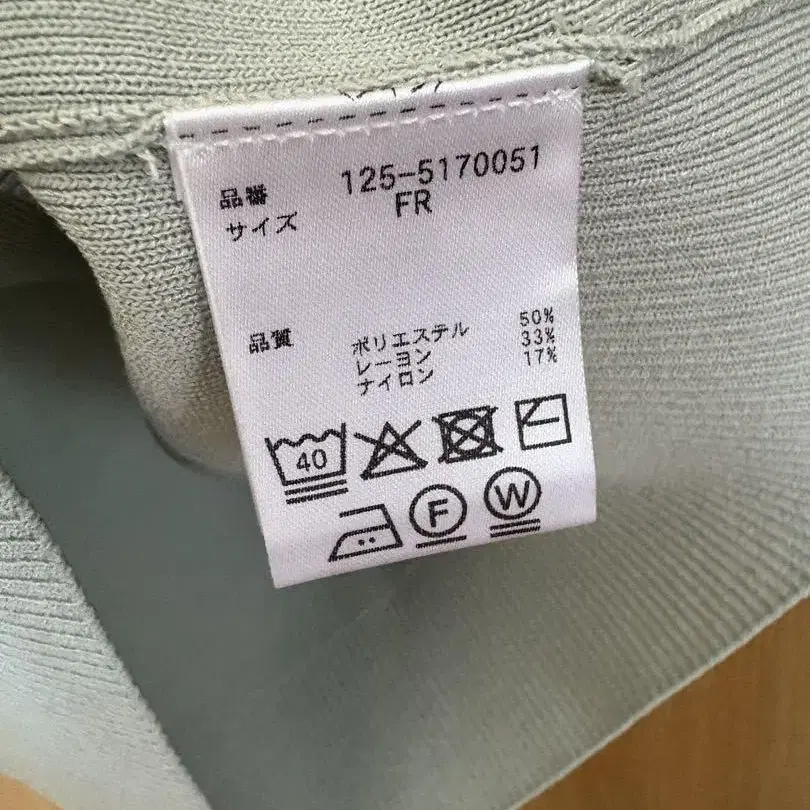 品番 125-5170051
サイズ FR
品質 ポリエステル 50%
レーヨン 33%
ナイロン 17%
40
F W